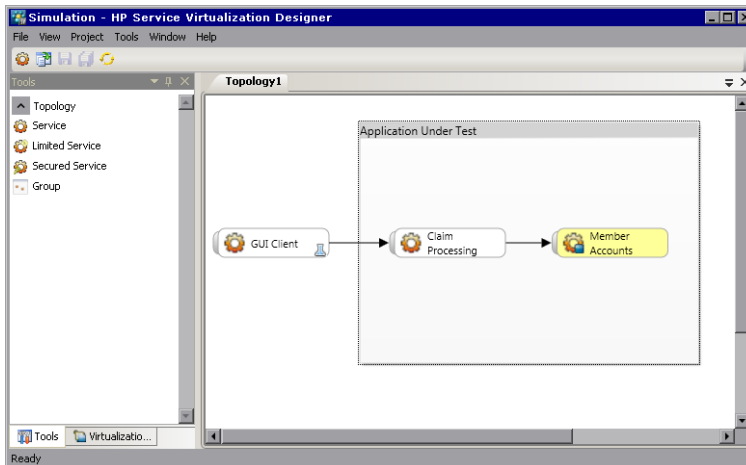 Simulation - HP Service Virtualization Designer
File View Project Tools Window Help
Tools
Topology1
Topology
Service
Limited Service
Secured Service
Group
Application Under Test
GUI Client
Claim
Processing
Member
Accounts
Tools
Virtualizatio...
Ready